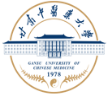 甘肃中医药大学
GANSU UNIVERSITY OF
CHINESE MEDICINE
1978